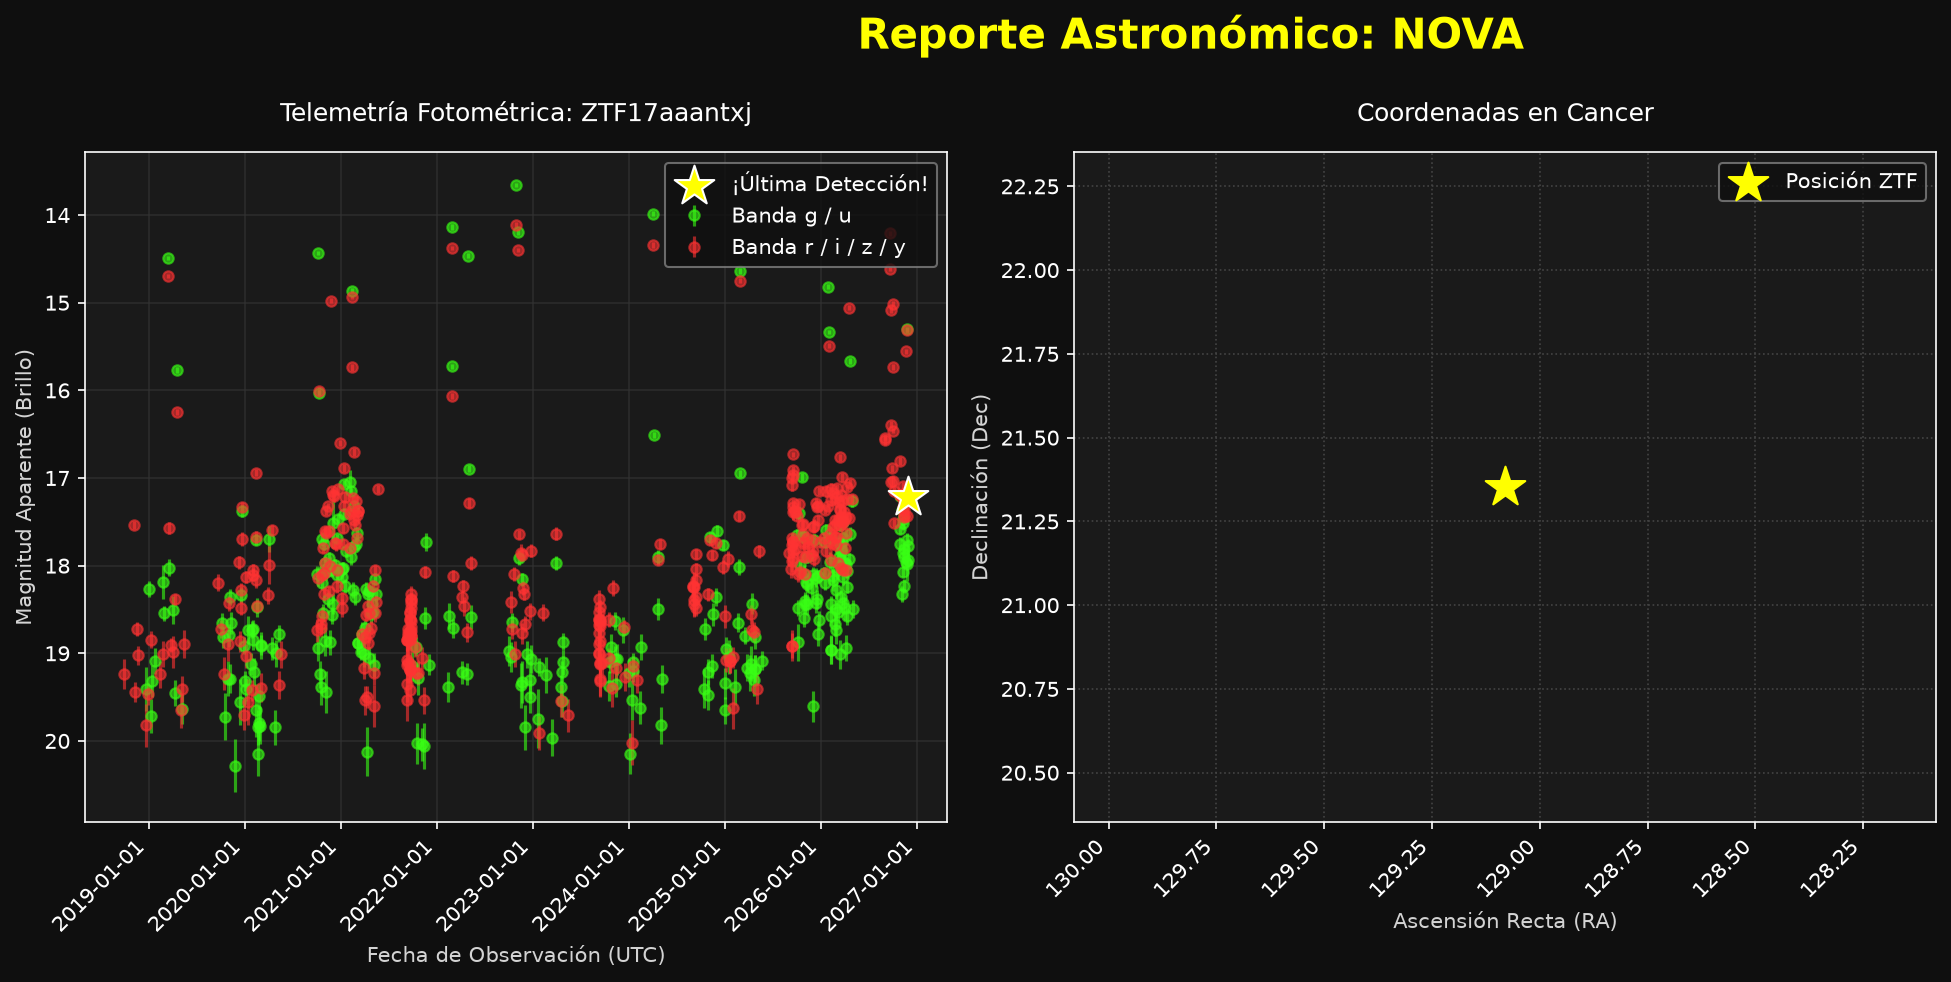 Reporte Astronómico: NOVA
Telemetría Fotométrica: ZTF17aaantxj
¡Última Detección!
Banda g / u
Banda r / i / z / y
Magnitud Aparente (Brillo)
14
15
16
17
18
19
20
2019-01-01
2020-01-01
2021-01-01
2022-01-01
2023-01-01
2024-01-01
2025-01-01
2026-01-01
2027-01-01
Fecha de Observación (UTC)
Coordenadas en Cancer
Posición ZTF
Declinación (Dec)
22.25
22.00
21.75
21.50
21.25
21.00
20.75
20.50
130.00
129.75
129.50
129.25
129.00
128.75
128.50
128.25
Ascensión Recta (RA)